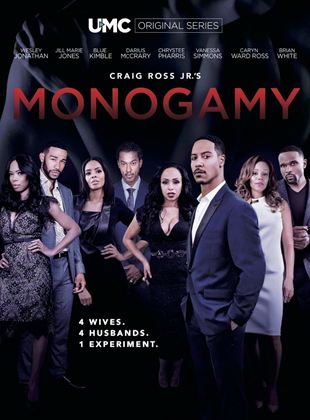 UMC ORIGINAL SERIES
WESLEY JONATHAN JILL MARIE JONES BLUE KIMBLE DARIUS McCRARY CHRYSTEE PHARRIS VANESSA SIMMONS CARYN WARD ROSS BRIAN WHITE
CRAIG ROSS JR.'S
MONOGAMY
4 WIVES.
4 HUSBANDS.
1 EXPERIMENT.